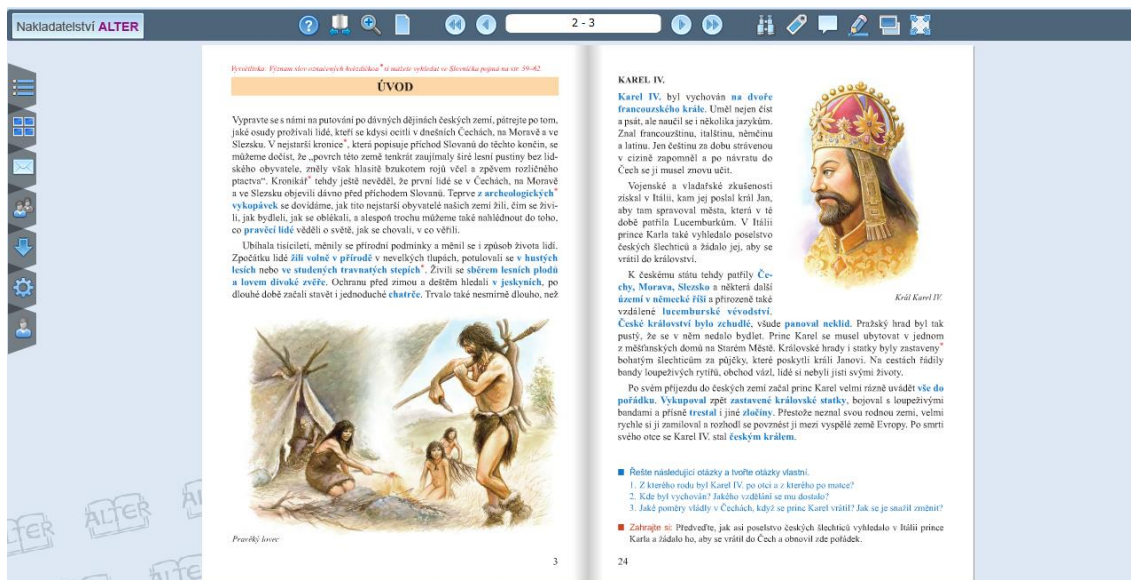 Nakladatelství ALTER
2 - 3
Vysvětlivka: Význam slov označených hvězdičkou* si můžete vyhledat ve Slovníčku pojmů na str. 59–62.
ÚVOD
Vypravte se s námi na putování po dávných dějinách českých zemí, pátrejte po tom,
jaké osudy prožívali lidé, kteří se kdysi ocitli v dnešních Čechách, na Moravě a ve
Slezsku. V nejstarší kronice*, která popisuje příchod Slovanů do těchto končin, se
můžeme dočíst, že „povrch této země tenkrát zaujímaly širé lesní pustiny bez lid-
ského obyvatele, zněly však hlasitě bzukotem rojů včel a zpěvem rozličného
ptactva“. Kronikář* tehdy ještě nevěděl, že první lidé se v Čechách, na Moravě
a ve Slezsku objevili dávno před příchodem Slovanů. Teprve z archeologických*
vykopávek se dovídáme, jak tito nejstarší obyvatelé našich zemí žili, čím se živi-
li, jak bydleli, jak se oblékali, a alespoň trochu můžeme také nahlédnout do toho,
co pravěcí lidé věděli o světě, jak se chovali, v co věřili.
Ubíhala tisíciletí, měnily se přírodní podmínky a měnil se i způsob života lidí.
Zpočátku lidé žili volně v přírodě v nevelkých tlupách, potulovali se v hustých
lesích nebo ve studených travnatých stepích*. Živili se sběrem lesních plodů
a lovem divoké zvěře. Ochranu před zimou a deštěm hledali v jeskyních, po
dlouhé době začali stavět i jednoduché chatrče. Trvalo také nesmírně dlouho, než
Pravěký lovec
3
KAREL IV.
Karel IV. byl vychován na dvoře
francouzského krále. Uměl nejen číst
a psát, ale naučil se i několika jazykům.
Znal francouzštinu, italštinu, němčinu
a latinu. Jen češtinu za dobu strávenou
v cizině zapomněl a po návratu do
Čech se ji musel znovu učit.
Vojenské a vladařské zkušenosti
získal v Itálii, kam jej poslal král Jan,
aby tam spravoval města, která v té
době patřila Lucemburkům. V Itálii
prince Karla také vyhledalo poselstvo
českých šlechticů a žádalo jej, aby se
vrátil do království.
K českému státu tehdy patřily Če-
chy, Morava, Slezsko a některá další
území v německé říši a přirozeně také
vzdálené lucemburské vévodství.
Král Karel IV.
České království bylo zchudlé, všude panoval neklid. Pražský hrad byl tak
pustý, že se v něm nedalo bydlet. Princ Karel se musel ubytovat v jednom
z měšťanských domů na Starém Městě. Královské hrady i statky byly zastaveny*
bohatým šlechticům za půjčky, které poskytli králi Janovi. Na cestách řádily
bandy loupeživých rytířů, obchod vázl, lidé si nebyli jisti svými životy.
Po svém příjezdu do českých zemí začal princ Karel velmi rázně uvádět vše do
pořádku. Vykupoval zpět zastavené královské statky, bojoval s loupeživými
bandami a přísně trestal i jiné zločiny. Přestože neznal svou rodnou zemi, velmi
rychle si ji zamiloval a rozhodl se povznést ji mezi vyspělé země Evropy. Po smrti
svého otce se Karel IV. stal českým králem.
Řešte následující otázky a tvořte otázky vlastní.
1. Z kterého rodu byl Karel IV. po otci a z kterého po matce?
2. Kde byl vychován? Jakého vzdělání se mu dostalo?
3. Jaké poměry vládly v Čechách, když se princ Karel vrátil? Jak se je snažil změnit?
Zahrajte si: Předveďte, jak asi poselstvo českých šlechticů vyhledalo v Itálii prince
Karla a žádalo ho, aby se vrátil do Čech a obnovil zde pořádek.
24
ALTER